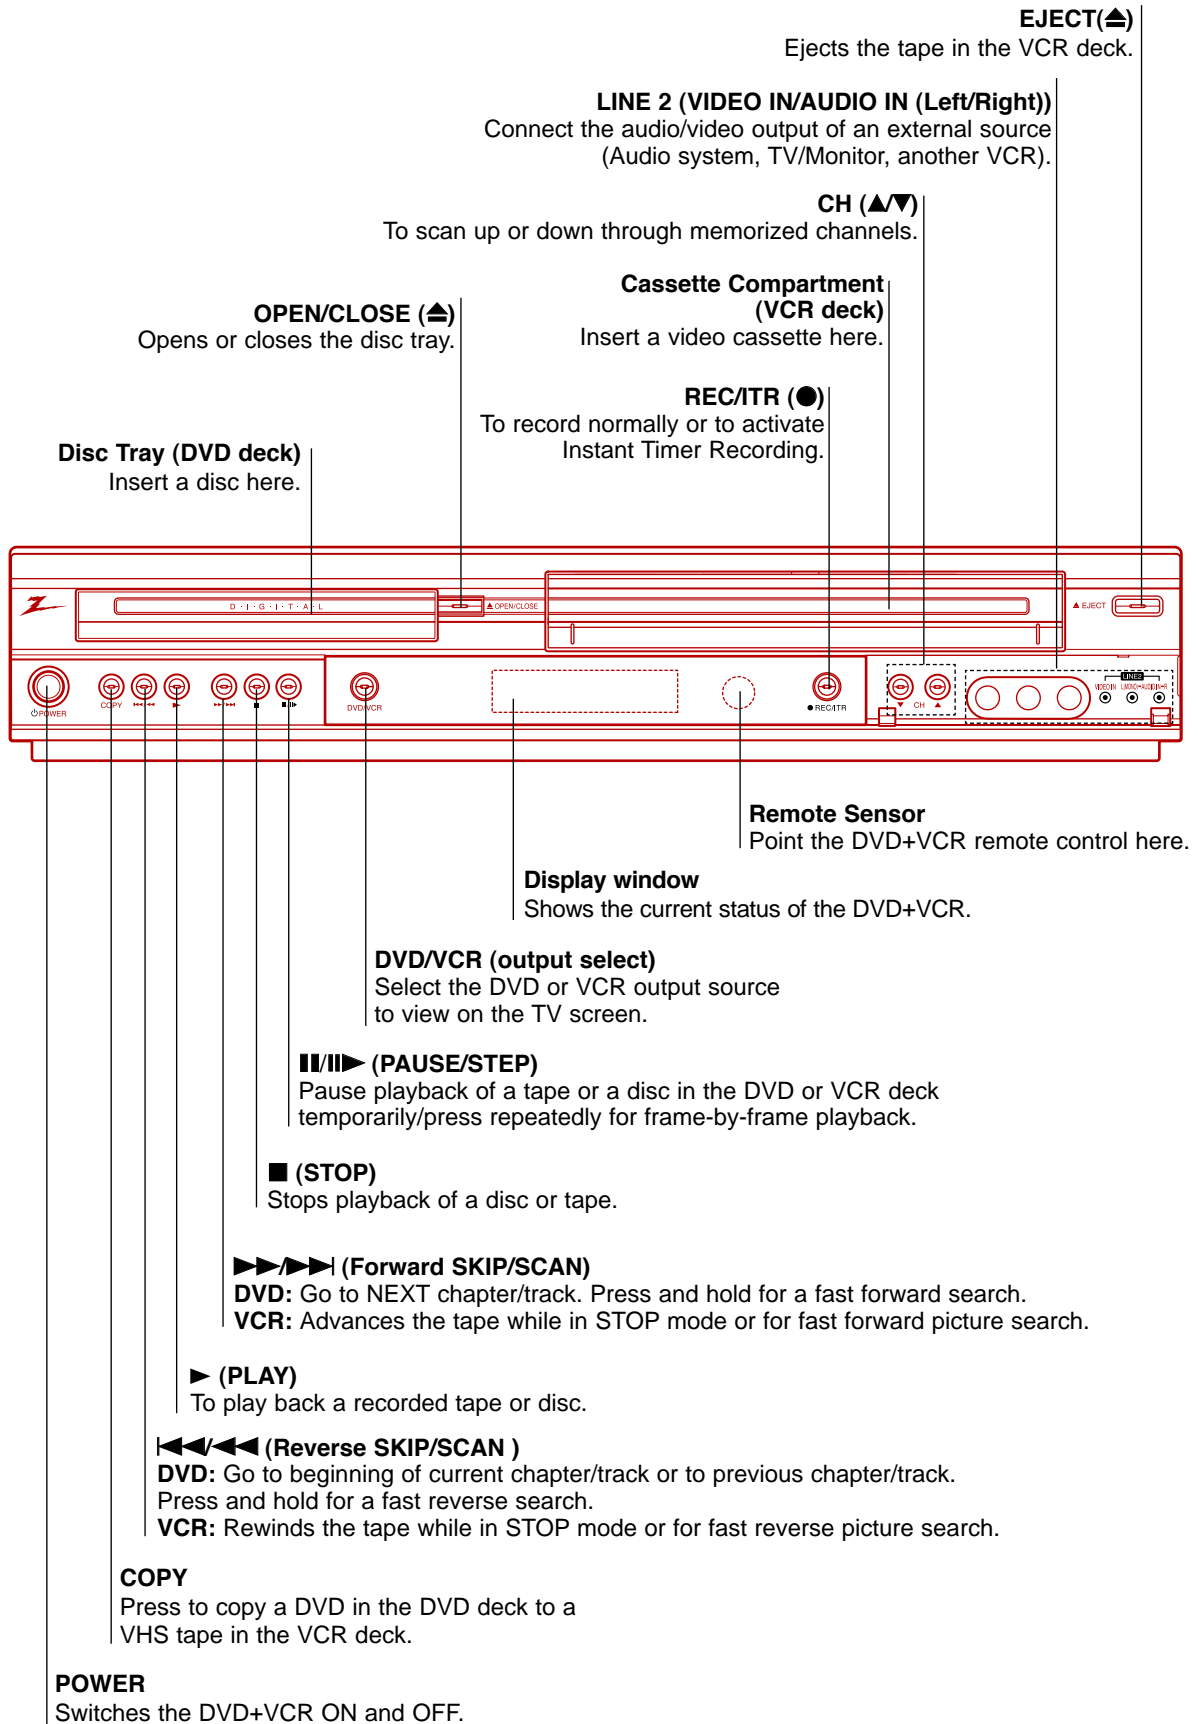 EJECT(⏏)
Ejects the tape in the VCR deck.
LINE 2 (VIDEO IN/AUDIO IN (Left/Right))
Connect the audio/video output of an external source
(Audio system, TV/Monitor, another VCR).
CH (▲/▼)
To scan up or down through memorized channels.
Cassette Compartment
(VCR deck)
Insert a video cassette here.
OPEN/CLOSE (⏏)
Opens or closes the disc tray.
REC/ITR (●)
To record normally or to activate
Instant Timer Recording.
Disc Tray (DVD deck)
Insert a disc here.
D·I·G·I·T·A·L
⏏ OPEN/CLOSE
⏏ EJECT
LINE2
VIDEO IN L/MONO-AUDIO IN-R
⏻ POWER
COPY
⏮/◀◀
▶
▶▶/⏭
■
▮▮/▮▮▶
DVD/VCR
● REC/ITR
▼ CH ▲
Remote Sensor
Point the DVD+VCR remote control here.
Display window
Shows the current status of the DVD+VCR.
DVD/VCR (output select)
Select the DVD or VCR output source
to view on the TV screen.
▮▮/▮▮▶ (PAUSE/STEP)
Pause playback of a tape or a disc in the DVD or VCR deck
temporarily/press repeatedly for frame-by-frame playback.
■ (STOP)
Stops playback of a disc or tape.
▶▶/▶▶| (Forward SKIP/SCAN)
DVD: Go to NEXT chapter/track. Press and hold for a fast forward search.
VCR: Advances the tape while in STOP mode or for fast forward picture search.
▶ (PLAY)
To play back a recorded tape or disc.
|◀◀/◀◀ (Reverse SKIP/SCAN )
DVD: Go to beginning of current chapter/track or to previous chapter/track.
Press and hold for a fast reverse search.
VCR: Rewinds the tape while in STOP mode or for fast reverse picture search.
COPY
Press to copy a DVD in the DVD deck to a
VHS tape in the VCR deck.
POWER
Switches the DVD+VCR ON and OFF.